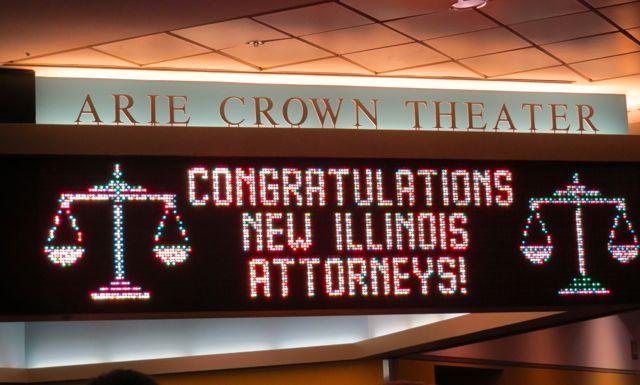 ARIE CROWN THEATER
CONGRATULATIONS
NEW ILLINOIS
ATTORNEYS!